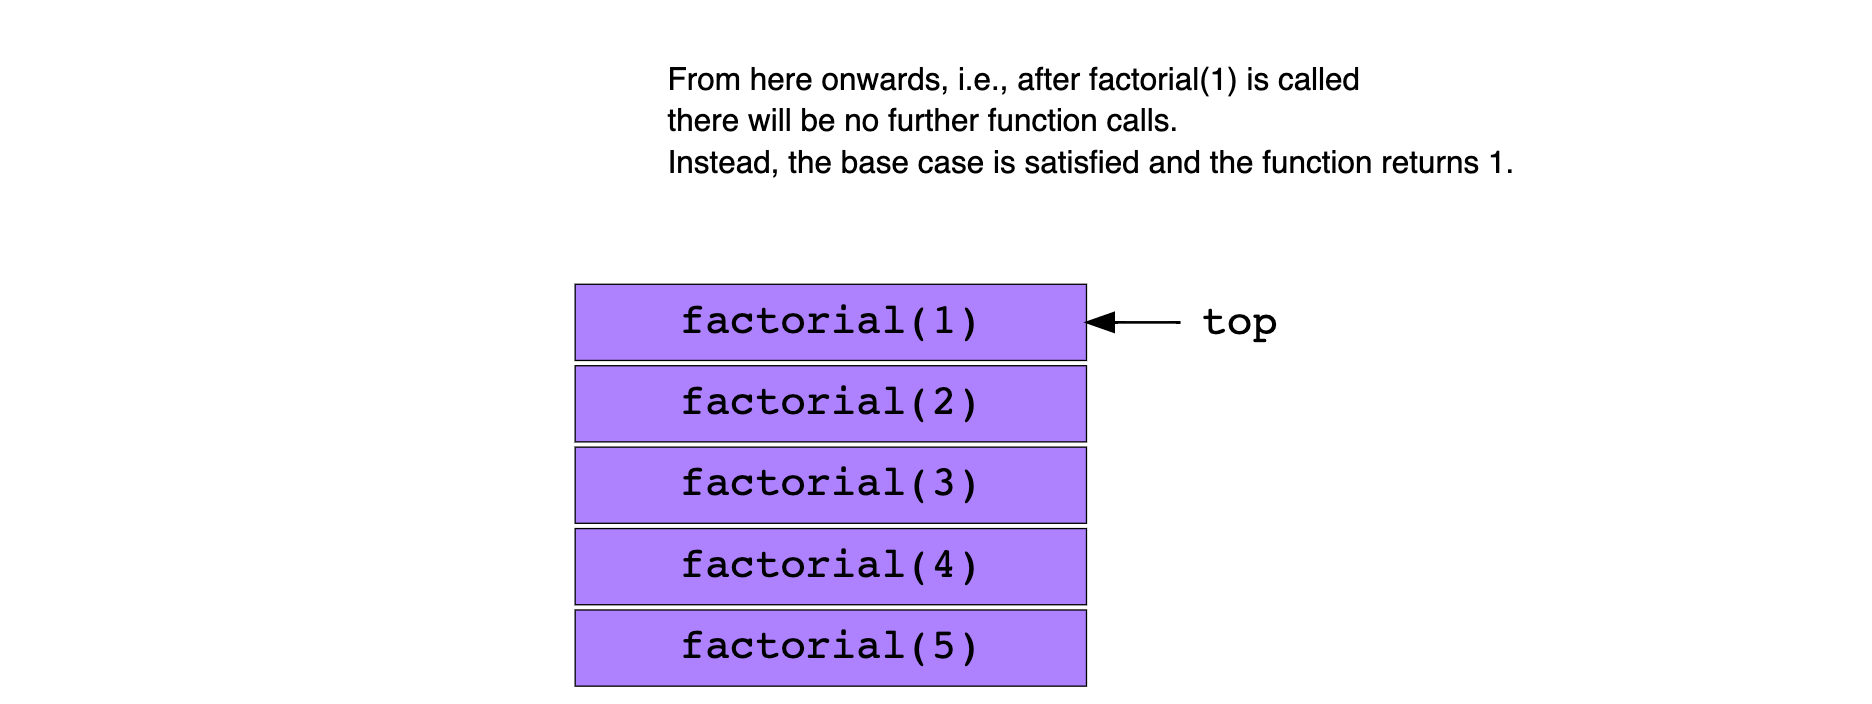 From here onwards, i.e., after factorial(1) is called
there will be no further function calls.
Instead, the base case is satisfied and the function returns 1.
factorial(1)
top
factorial(2)
factorial(3)
factorial(4)
factorial(5)